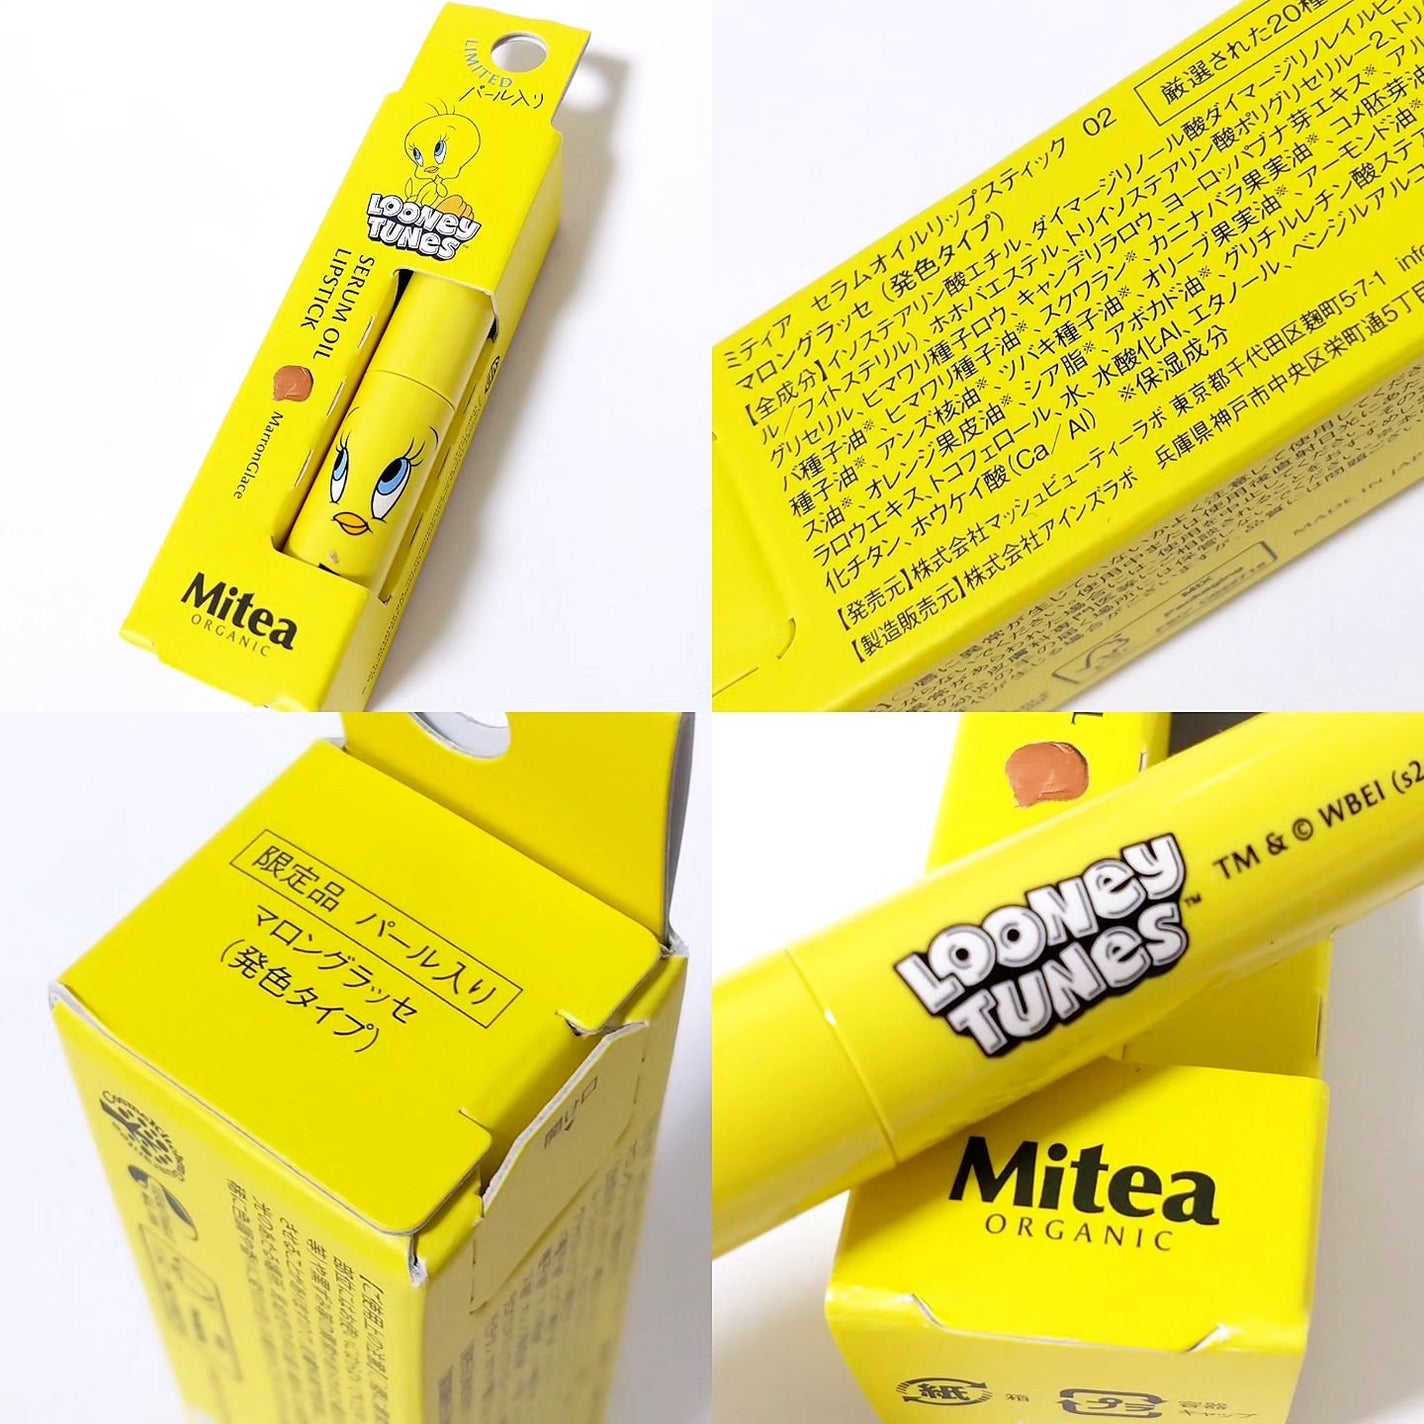 LIMITED
パール入り
LOONEY
TUNES
SERUM OIL
LIPSTICK
MarronGlace
Mitea
ORGANIC
厳選された20種
ミティア セラムオイルリップスティック 02
マロングラッセ(発色タイプ)
【全成分】イソステアリン酸エチル、ダイマージリノール酸ダイマージリノレイルビ
ル/フィトステリル)、ホホバエステル、トリイソステアリン酸ポリグリセリル-2、トリ
グリセリル、ヒマワリ種子ロウ、キャンデリラロウ、ヨーロッパブナ芽エキス※、アル
バ種子油※、ヒマワリ種子油※、スクワラン※、カニナバラ果実油※、コメ胚芽油
種子油※、アンズ核油※、ツバキ種子油※、オリーブ果実油※、アーモンド油※
ス油※、オレンジ果皮油※、シア脂※、アボカド油※、グリチルレチン酸ステ
ラロウエキス、トコフェロール、水、水酸化Al、エタノール、ベンジルアルコ
化チタン、ホウケイ酸(Ca/Al) ※保湿成分
【発売元】株式会社マッシュビューティーラボ 東京都千代田区麹町5-7-1 info
【製造販売元】株式会社アインズラボ 兵庫県神戸市中央区栄町通5丁目
MADE IN JAP
MIX
限定品 パール入り
マロングラッセ
(発色タイプ)
開け口
LOONEY
TUNES™
TM & © WBEI (s2
Mitea
ORGANIC
紙 箱
プラ 容器
キャップ